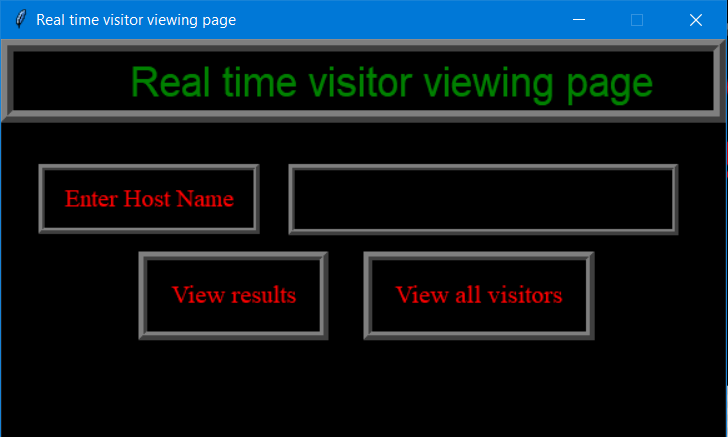 Real time visitor viewing page
Real time visitor viewing page
Enter Host Name
View results
View all visitors